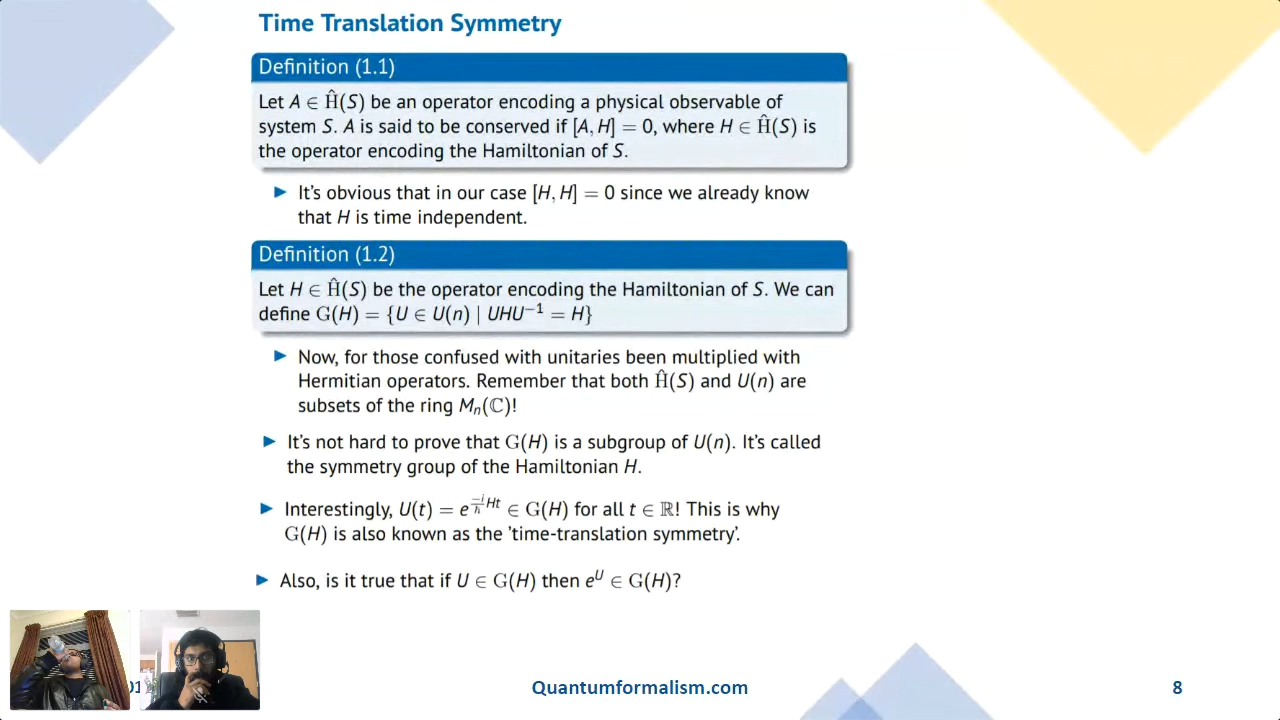 Time Translation Symmetry
Definition (1.1)
Let A ∈ Ĥ(S) be an operator encoding a physical observable of
system S. A is said to be conserved if [A, H] = 0, where H ∈ Ĥ(S) is
the operator encoding the Hamiltonian of S.
► It's obvious that in our case [H, H] = 0 since we already know
that H is time independent.
Definition (1.2)
Let H ∈ Ĥ(S) be the operator encoding the Hamiltonian of S. We can
define G(H) = {U ∈ U(n) | UHU⁻¹ = H}
► Now, for those confused with unitaries been multiplied with
Hermitian operators. Remember that both Ĥ(S) and U(n) are
subsets of the ring Mₙ(ℂ)!
► It's not hard to prove that G(H) is a subgroup of U(n). It's called
the symmetry group of the Hamiltonian H.
► Interestingly, U(t) = e^{\frac{-i}{ħ}Ht} ∈ G(H) for all t ∈ ℝ! This is why
G(H) is also known as the 'time-translation symmetry'.
► Also, is it true that if U ∈ G(H) then e^U ∈ G(H)?
Quantumformalism.com
8